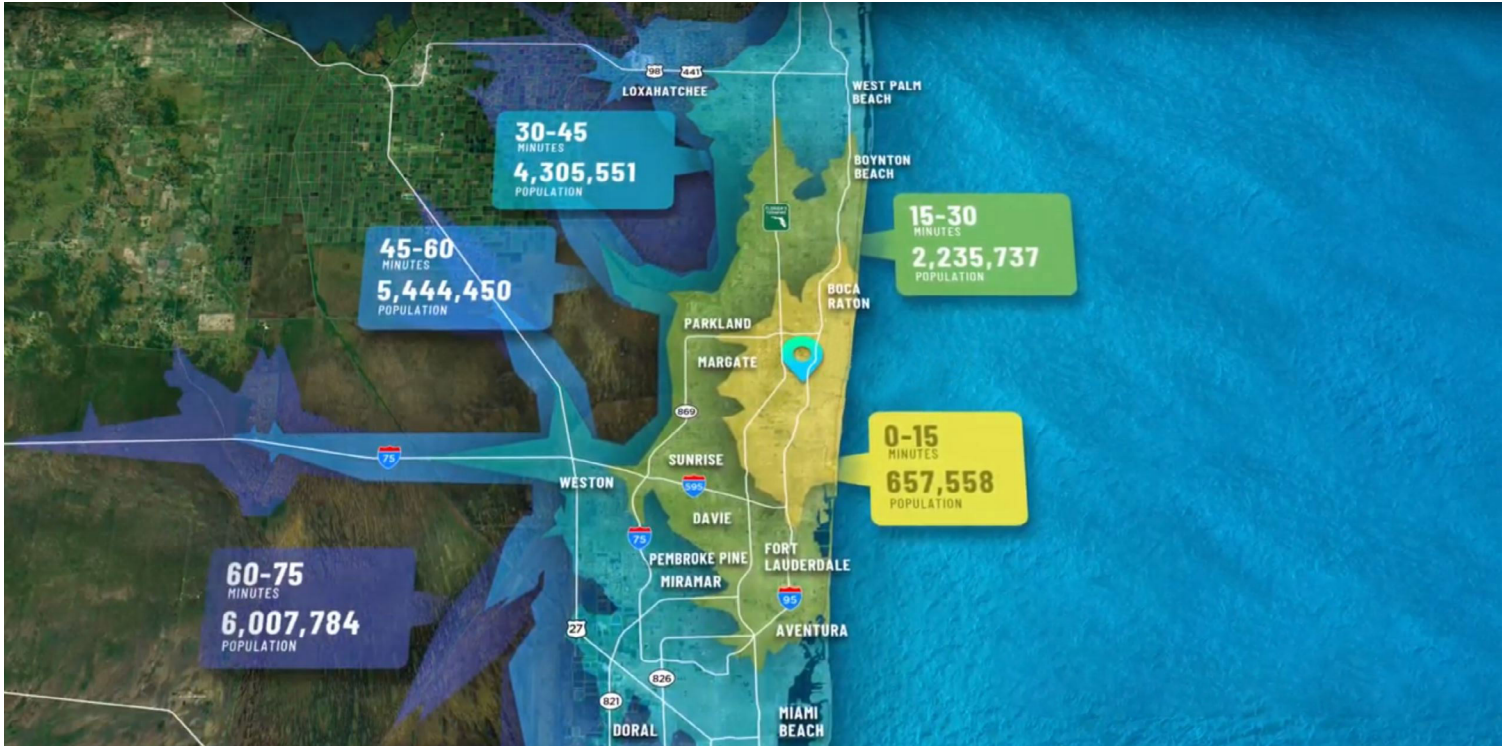 98
441
LOXAHATCHEE
WEST PALM
BEACH
30-45
MINUTES
4,305,551
POPULATION
BOYNTON
BEACH
15-30
MINUTES
2,235,737
POPULATION
45-60
MINUTES
5,444,450
POPULATION
BOCA
RATON
PARKLAND
MARGATE
869
0-15
MINUTES
657,558
POPULATION
75
SUNRISE
595
WESTON
DAVIE
75
PEMBROKE PINE
MIRAMAR
FORT
LAUDERDALE
60-75
MINUTES
6,007,784
POPULATION
95
27
AVENTURA
826
821
DORAL
MIAMI
BEACH